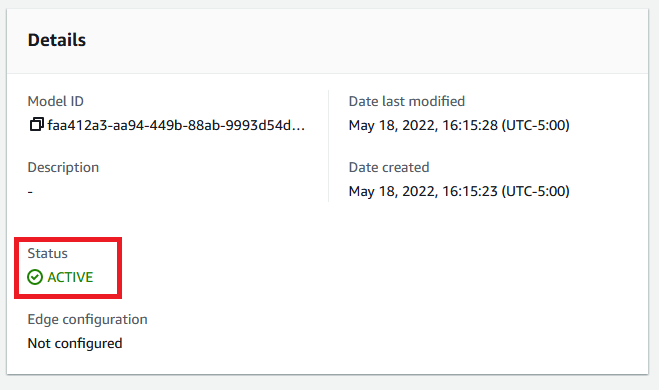 Details
Model ID
faa412a3-aa94-449b-88ab-9993d54d...
Description
-
Date last modified
May 18, 2022, 16:15:28 (UTC-5:00)
Date created
May 18, 2022, 16:15:23 (UTC-5:00)
Status
ACTIVE
Edge configuration
Not configured